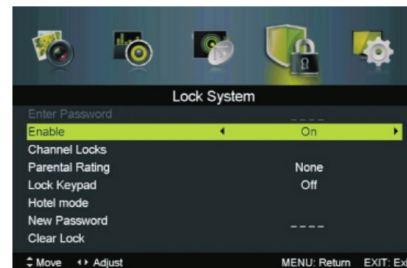 Lock System
Enter Password _ _ _ _
Enable On
Channel Locks
Parental Rating None
Lock Keypad Off
Hotel mode
New Password _ _ _ _
Clear Lock
Move Adjust MENU: Return EXIT: Exi